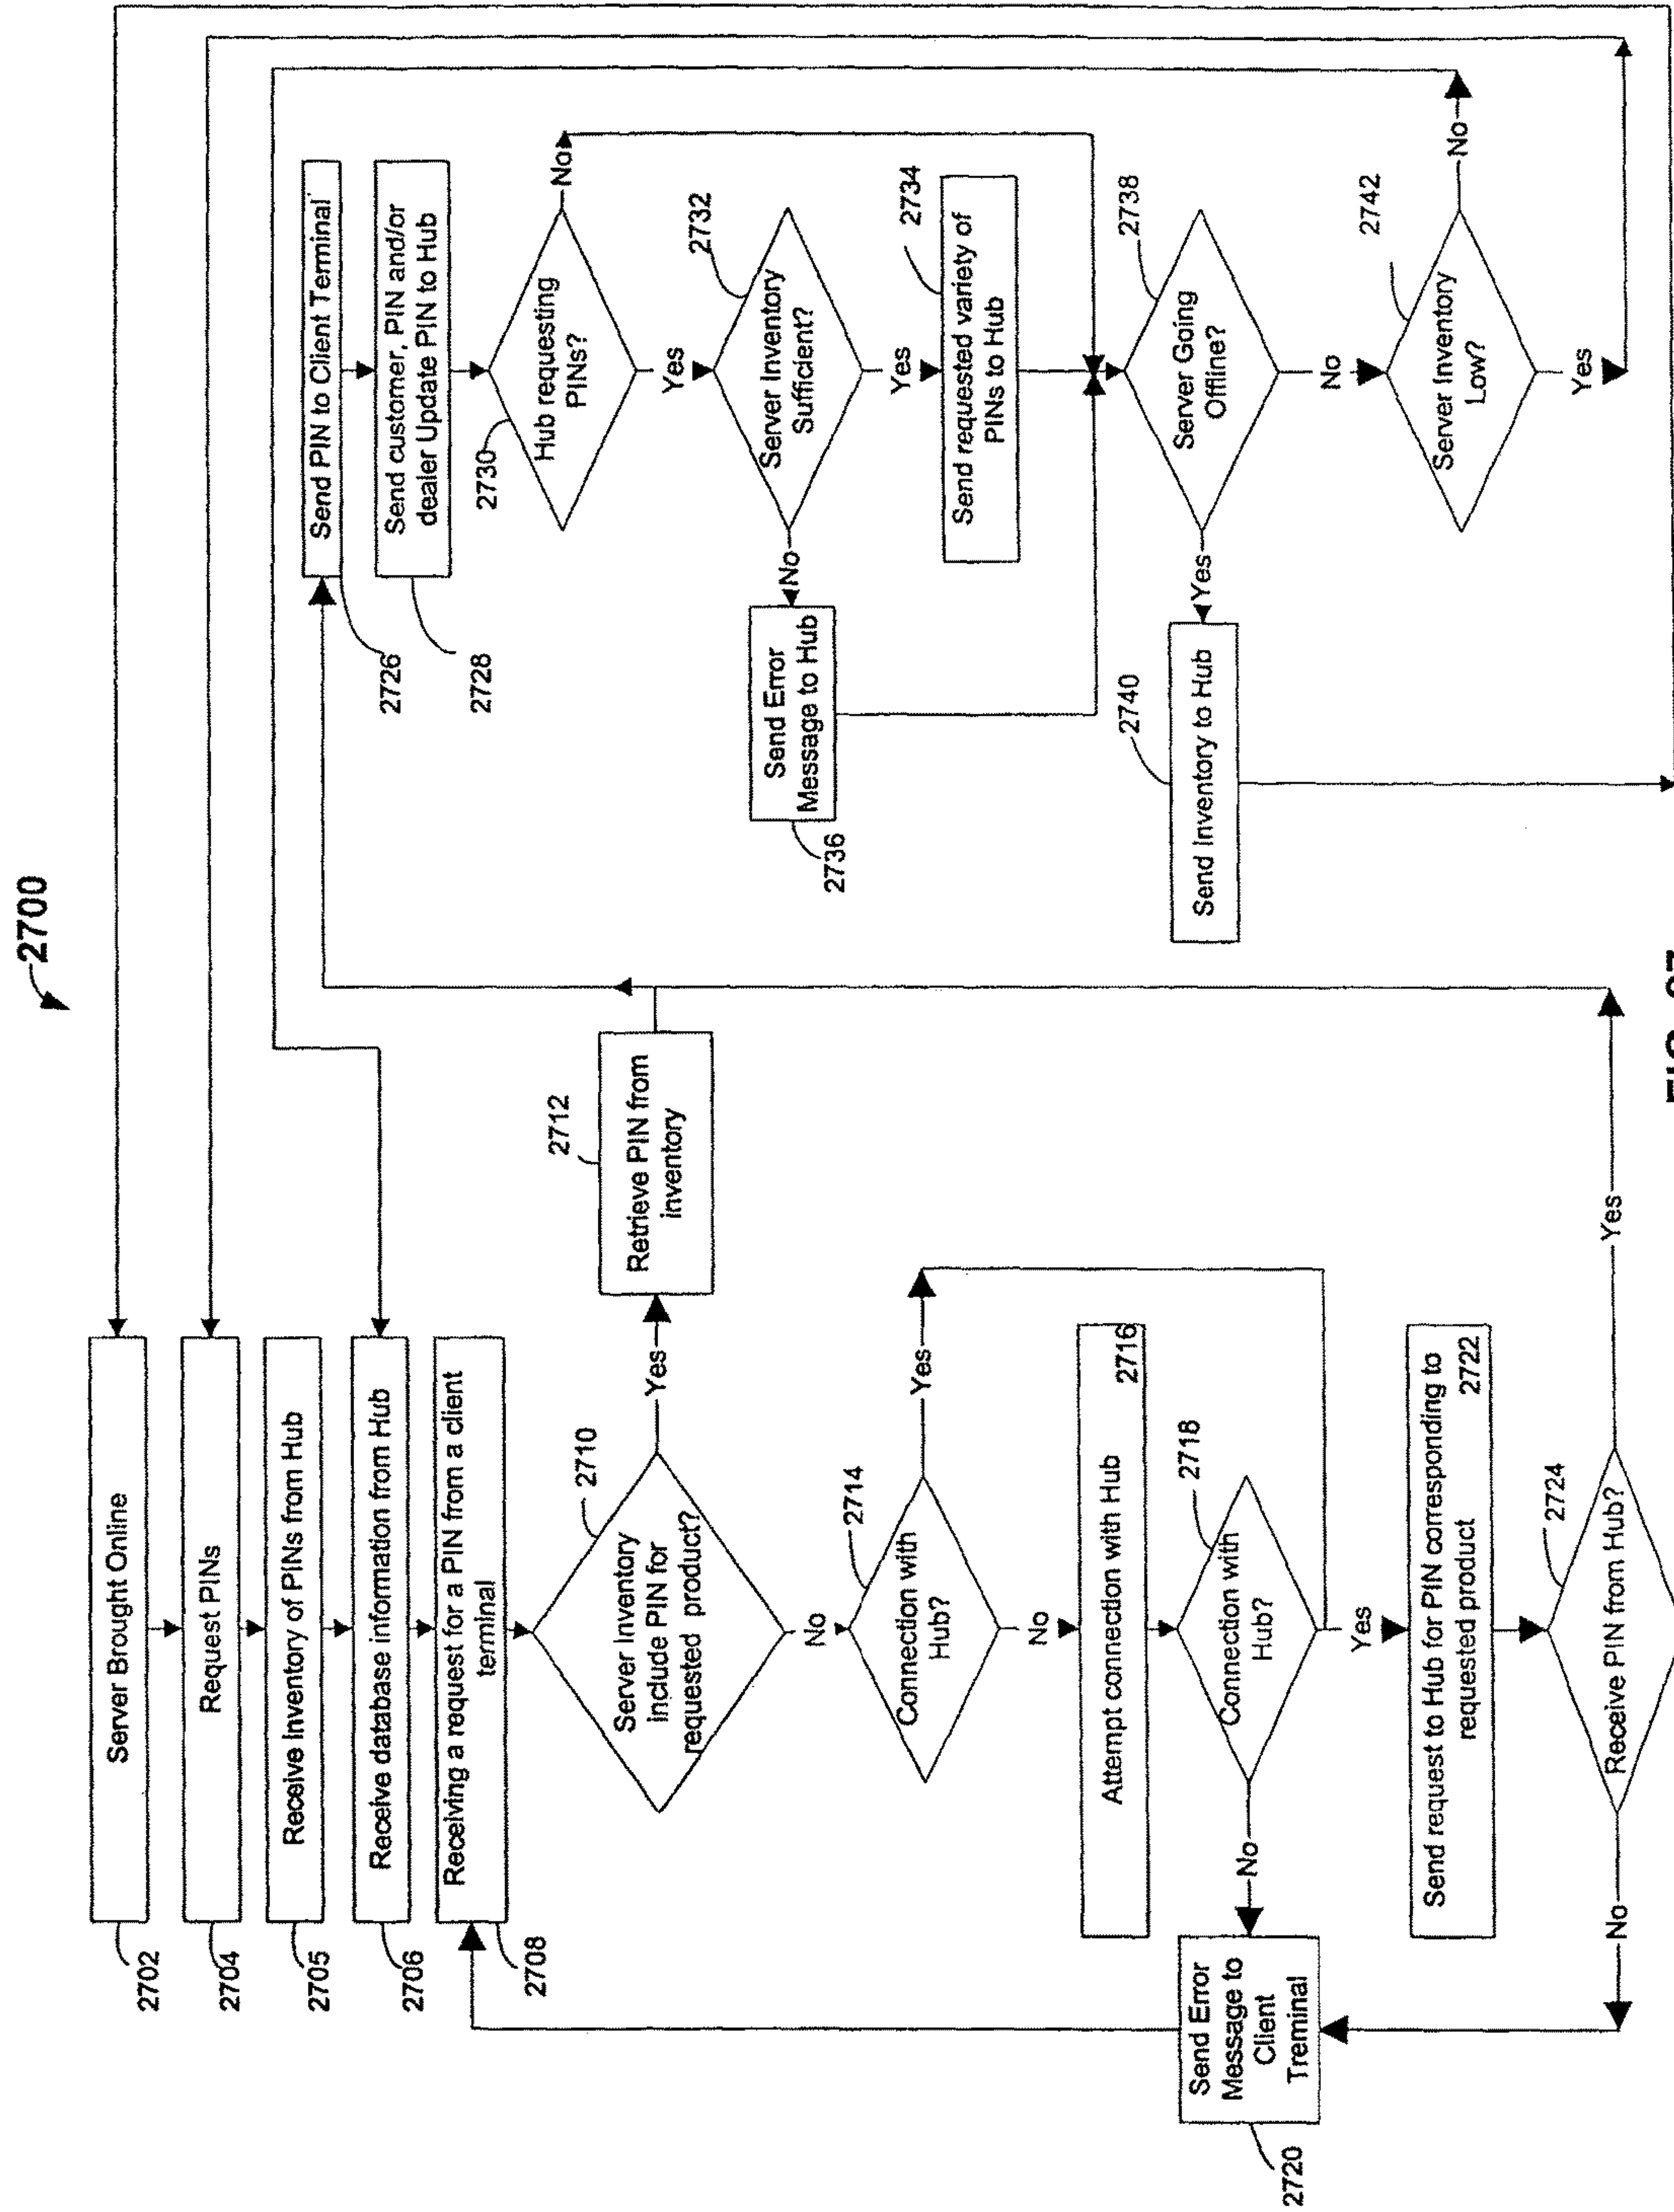 2700
Server Brought Online
2702
Request PINs
2704
Receive Inventory of PINs from Hub
2705
Receive database information from Hub
2706
Receiving a request for a PIN from a client
terminal
2708
Server Inventory
include PIN for
requested product?
2710
Yes
No
Retrieve PIN from
inventory
2712
Connection with
Hub?
2714
Yes
No
Attempt connection with Hub
2716
Connection with
Hub?
2718
No
Yes
Send Error
Message to
Client
Treminal
2720
Send request to Hub for PIN corresponding to
requested product
2722
Receive PIN from Hub?
2724
No
Yes
Send PIN to Client Terminal
2726
Send customer, PIN and/or
dealer Update PIN to Hub
2728
Hub requesting
PINs?
2730
No
Yes
Server Inventory
Sufficient?
2732
No
Yes
Send requested variety of
PINs to Hub
2734
Send Error
Message to Hub
2736
Server Going
Offline?
2738
Yes
No
Send Inventory to Hub
2740
Server Inventory
Low?
2742
No
Yes